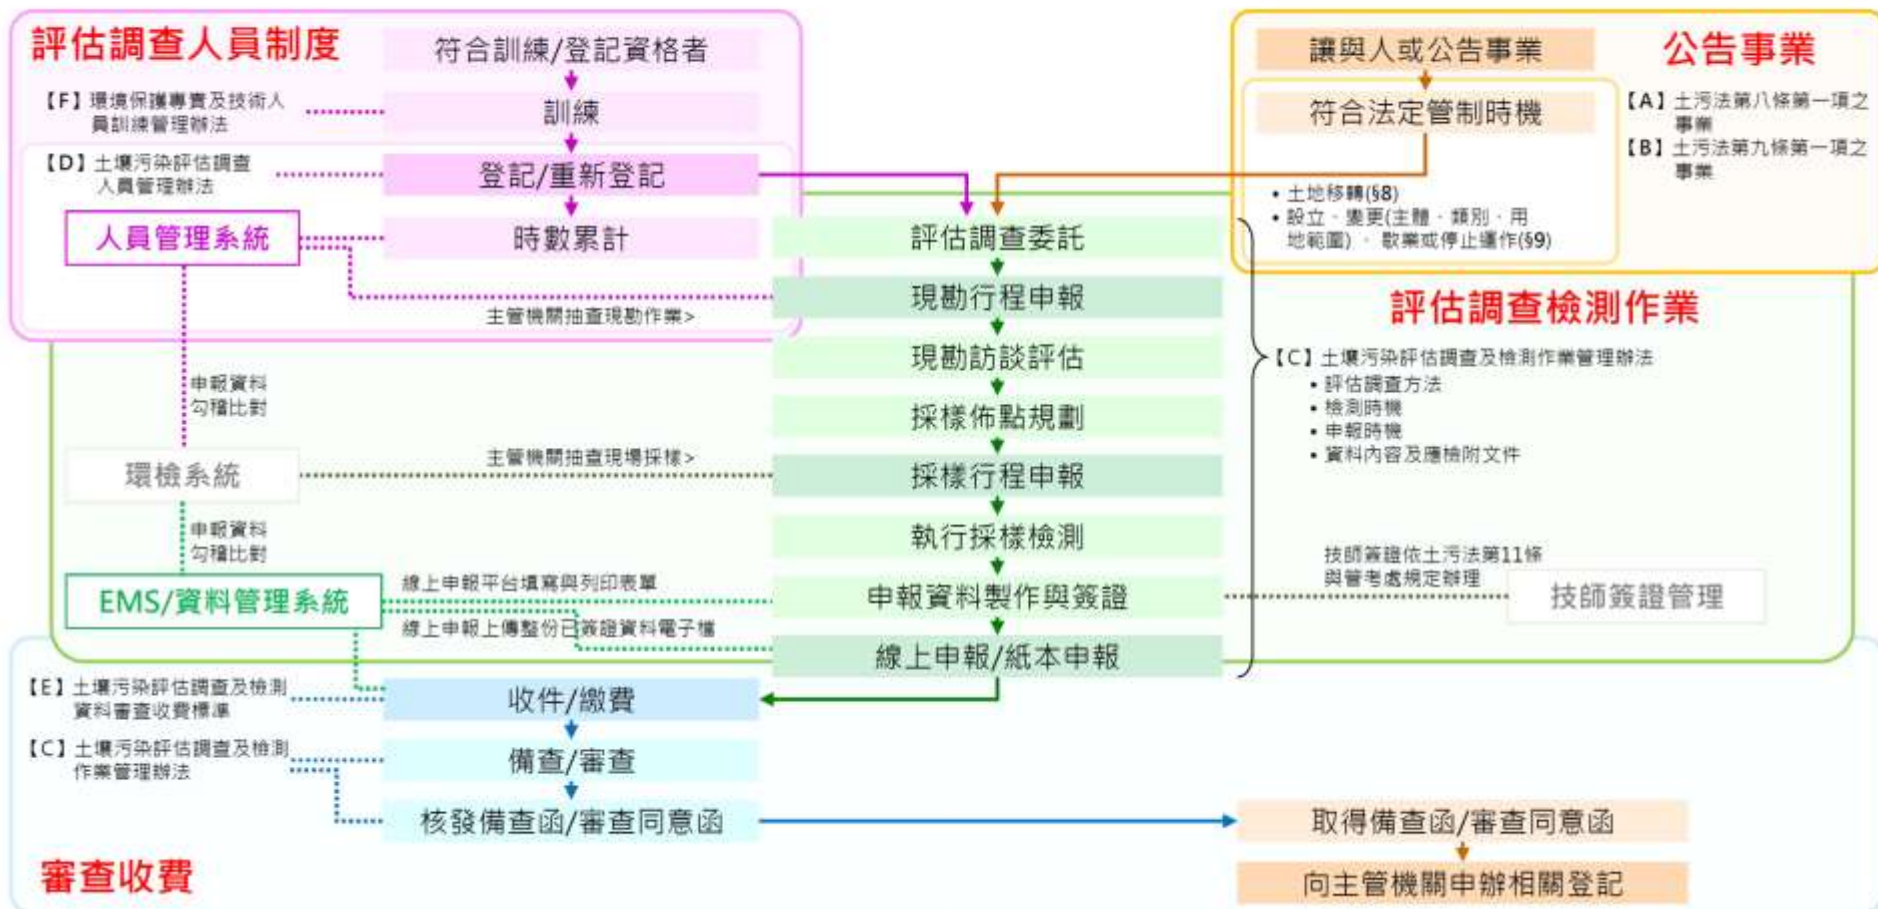 評估調查人員制度
符合訓練/登記資格者
【F】環境保護專責及技術人
員訓練管理辦法
訓練
【D】土壤污染評估調查
人員管理辦法
登記/重新登記
人員管理系統
時數累計
主管機關抽查現勘作業>
讓與人或公告事業
公告事業
符合法定管制時機
【A】土污法第八條第一項之
事業
【B】土污法第九條第一項之
事業
• 土地移轉(§8)
• 設立、變更(主體、類別、用
地範圍)、歇業或停止運作(§9)
評估調查委託
現勘行程申報
現勘訪談評估
採樣佈點規劃
採樣行程申報
執行採樣檢測
申報資料製作與簽證
線上申報/紙本申報
評估調查檢測作業
【C】土壤污染評估調查及檢測作業管理辦法
• 評估調查方法
• 檢測時機
• 申報時機
• 資料內容及應檢附文件
申報資料
勾稽比對
環檢系統
主管機關抽查現場採樣>
申報資料
勾稽比對
EMS/資料管理系統
線上申報平台填寫與列印表單
線上申報上傳整份已簽證資料電子檔
技師簽證依土污法第11條
與管考處規定辦理
技師簽證管理
【E】土壤污染評估調查及檢測
資料審查收費標準
收件/繳費
【C】土壤污染評估調查及檢測
作業管理辦法
備查/審查
核發備查函/審查同意函
取得備查函/審查同意函
審查收費
向主管機關申辦相關登記